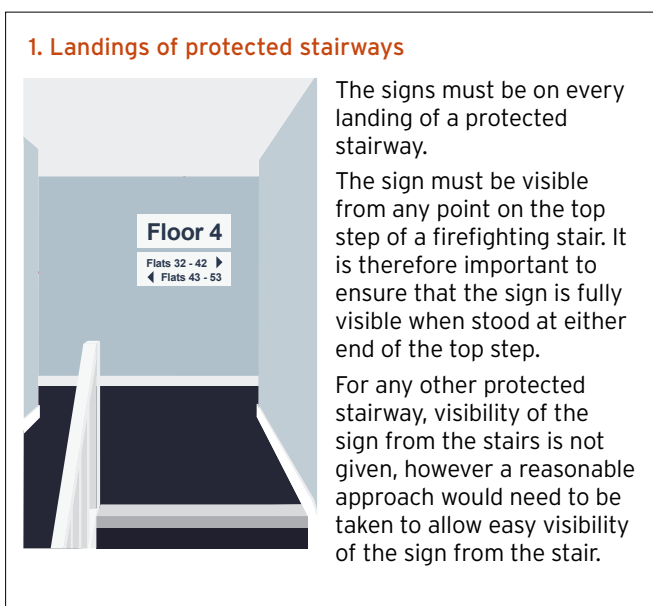 1. Landings of protected stairways
Floor 4
Flats 32 - 42
Flats 43 - 53
The signs must be on every
landing of a protected
stairway.
The sign must be visible
from any point on the top
step of a firefighting stair. It
is therefore important to
ensure that the sign is fully
visible when stood at either
end of the top step.
For any other protected
stairway, visibility of the
sign from the stairs is not
given, however a reasonable
approach would need to be
taken to allow easy visibility
of the sign from the stair.